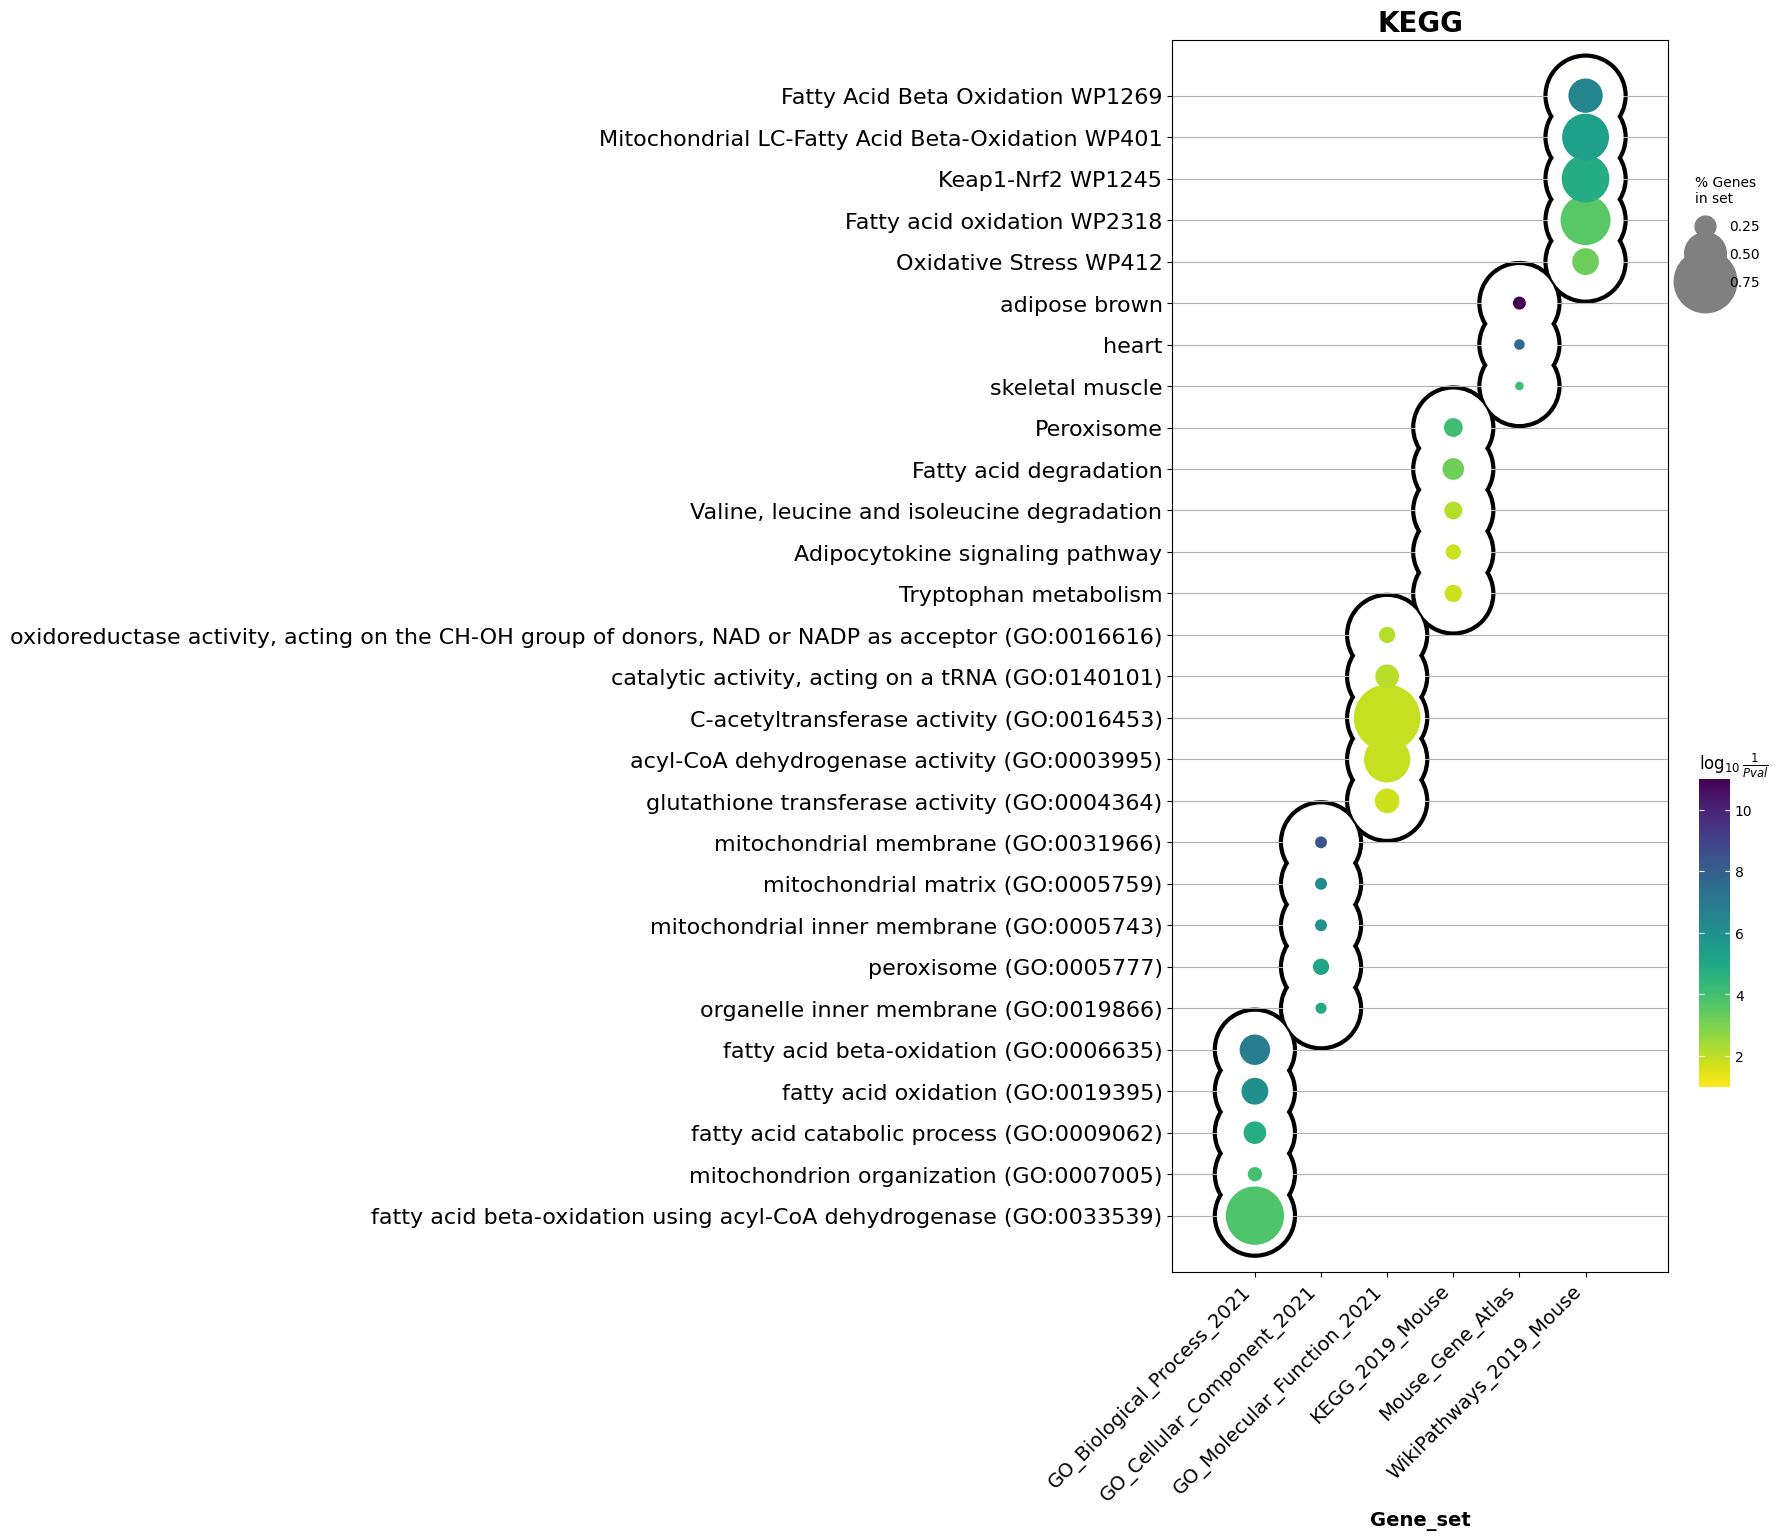 KEGG
Fatty Acid Beta Oxidation WP1269
Mitochondrial LC-Fatty Acid Beta-Oxidation WP401
Keap1-Nrf2 WP1245
Fatty acid oxidation WP2318
Oxidative Stress WP412
adipose brown
heart
skeletal muscle
Peroxisome
Fatty acid degradation
Valine, leucine and isoleucine degradation
Adipocytokine signaling pathway
Tryptophan metabolism
oxidoreductase activity, acting on the CH-OH group of donors, NAD or NADP as acceptor (GO:0016616)
catalytic activity, acting on a tRNA (GO:0140101)
C-acetyltransferase activity (GO:0016453)
acyl-CoA dehydrogenase activity (GO:0003995)
glutathione transferase activity (GO:0004364)
mitochondrial membrane (GO:0031966)
mitochondrial matrix (GO:0005759)
mitochondrial inner membrane (GO:0005743)
peroxisome (GO:0005777)
organelle inner membrane (GO:0019866)
fatty acid beta-oxidation (GO:0006635)
fatty acid oxidation (GO:0019395)
fatty acid catabolic process (GO:0009062)
mitochondrion organization (GO:0007005)
fatty acid beta-oxidation using acyl-CoA dehydrogenase (GO:0033539)
GO_Biological_Process_2021
GO_Cellular_Component_2021
GO_Molecular_Function_2021
KEGG_2019_Mouse
Mouse_Gene_Atlas
WikiPathways_2019_Mouse
Gene_set
% Genes
in set
0.25
0.50
0.75
log₁₀ 1/Pval
10
8
6
4
2